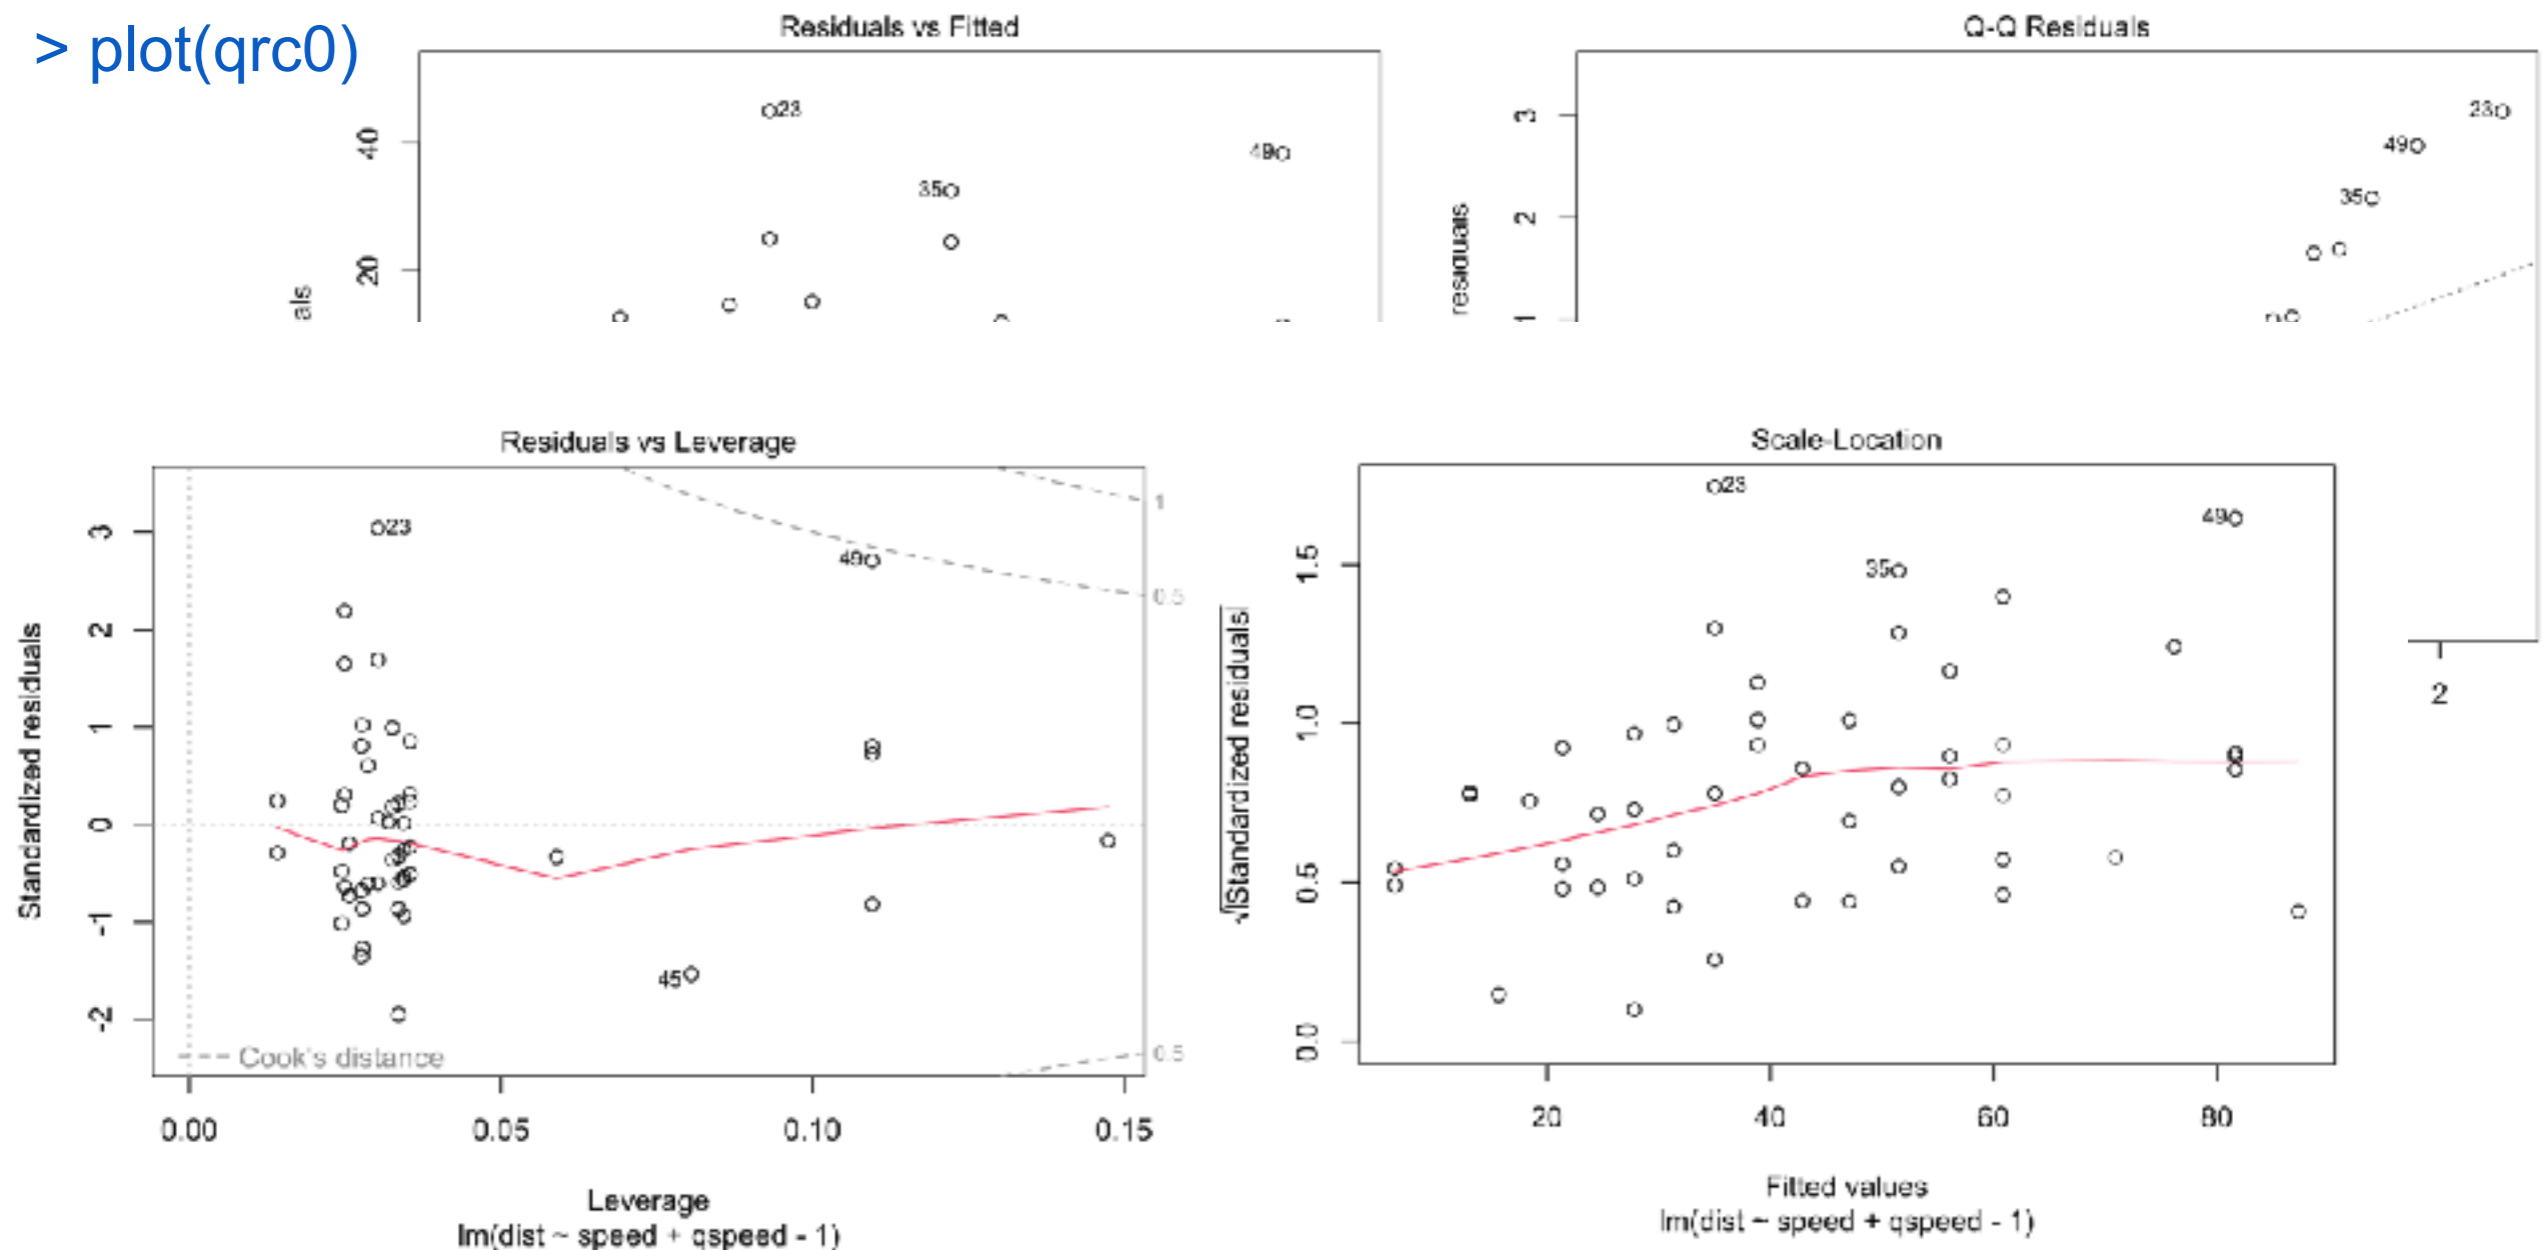 > plot(qrc0)
Residuals vs Fitted
40
20
als
23
49
35
Q-Q Residuals
3
2
1
residuals
23
49
35
2
Residuals vs Leverage
3
2
1
0
-1
-2
Standardized residuals
23
49
45
1
0.5
0.5
Cook's distance
0.00 0.05 0.10 0.15
Leverage
lm(dist ~ speed + qspeed - 1)
Scale-Location
1.5
1.0
0.5
0.0
√|Standardized residuals|
23
49
35
20 40 60 80
Fitted values
lm(dist ~ speed + qspeed - 1)